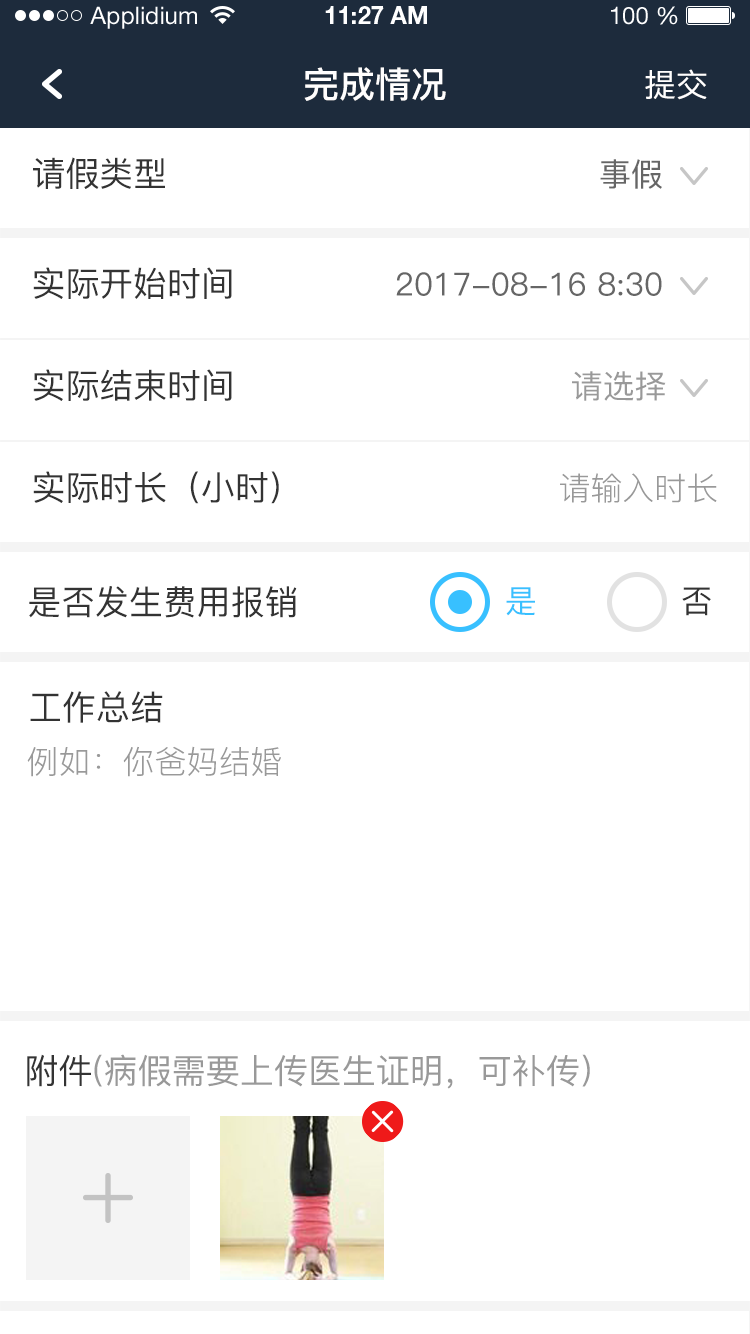 Applidium 11:27 AM 100 %
完成情况 提交
请假类型 事假
实际开始时间 2017-08-16 8:30
实际结束时间 请选择
实际时长（小时） 请输入时长
是否发生费用报销 是 否
工作总结
例如：你爸妈结婚
附件(病假需要上传医生证明，可补传)